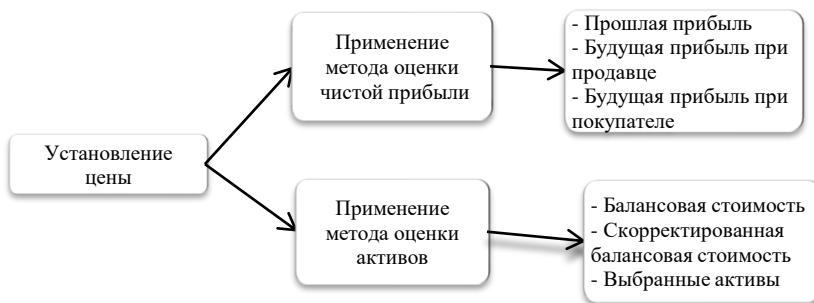 Установление
цены
Применение
метода оценки
чистой прибыли
- Прошлая прибыль
- Будущая прибыль при
продавце
- Будущая прибыль при
покупателе
Применение
метода оценки
активов
- Балансовая стоимость
- Скорректированная
балансовая стоимость
- Выбранные активы